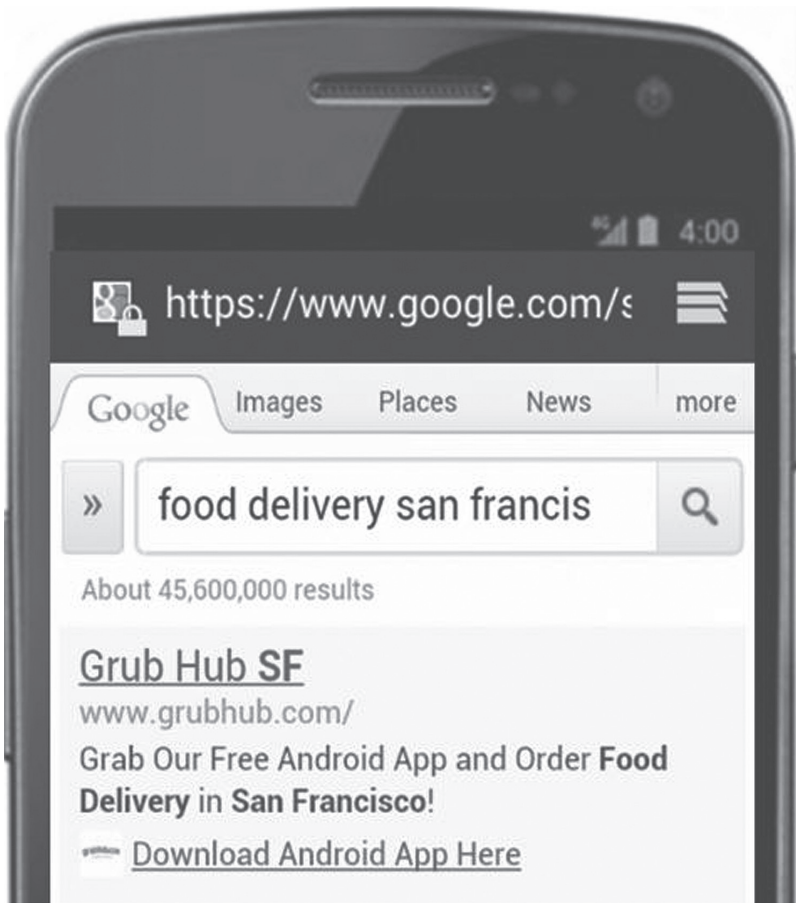 4G 4:00
https://www.google.com/s
Google Images Places News more
» food delivery san francis
About 45,600,000 results
Grub Hub SF
www.grubhub.com/
Grab Our Free Android App and Order Food
Delivery in San Francisco!
Download Android App Here